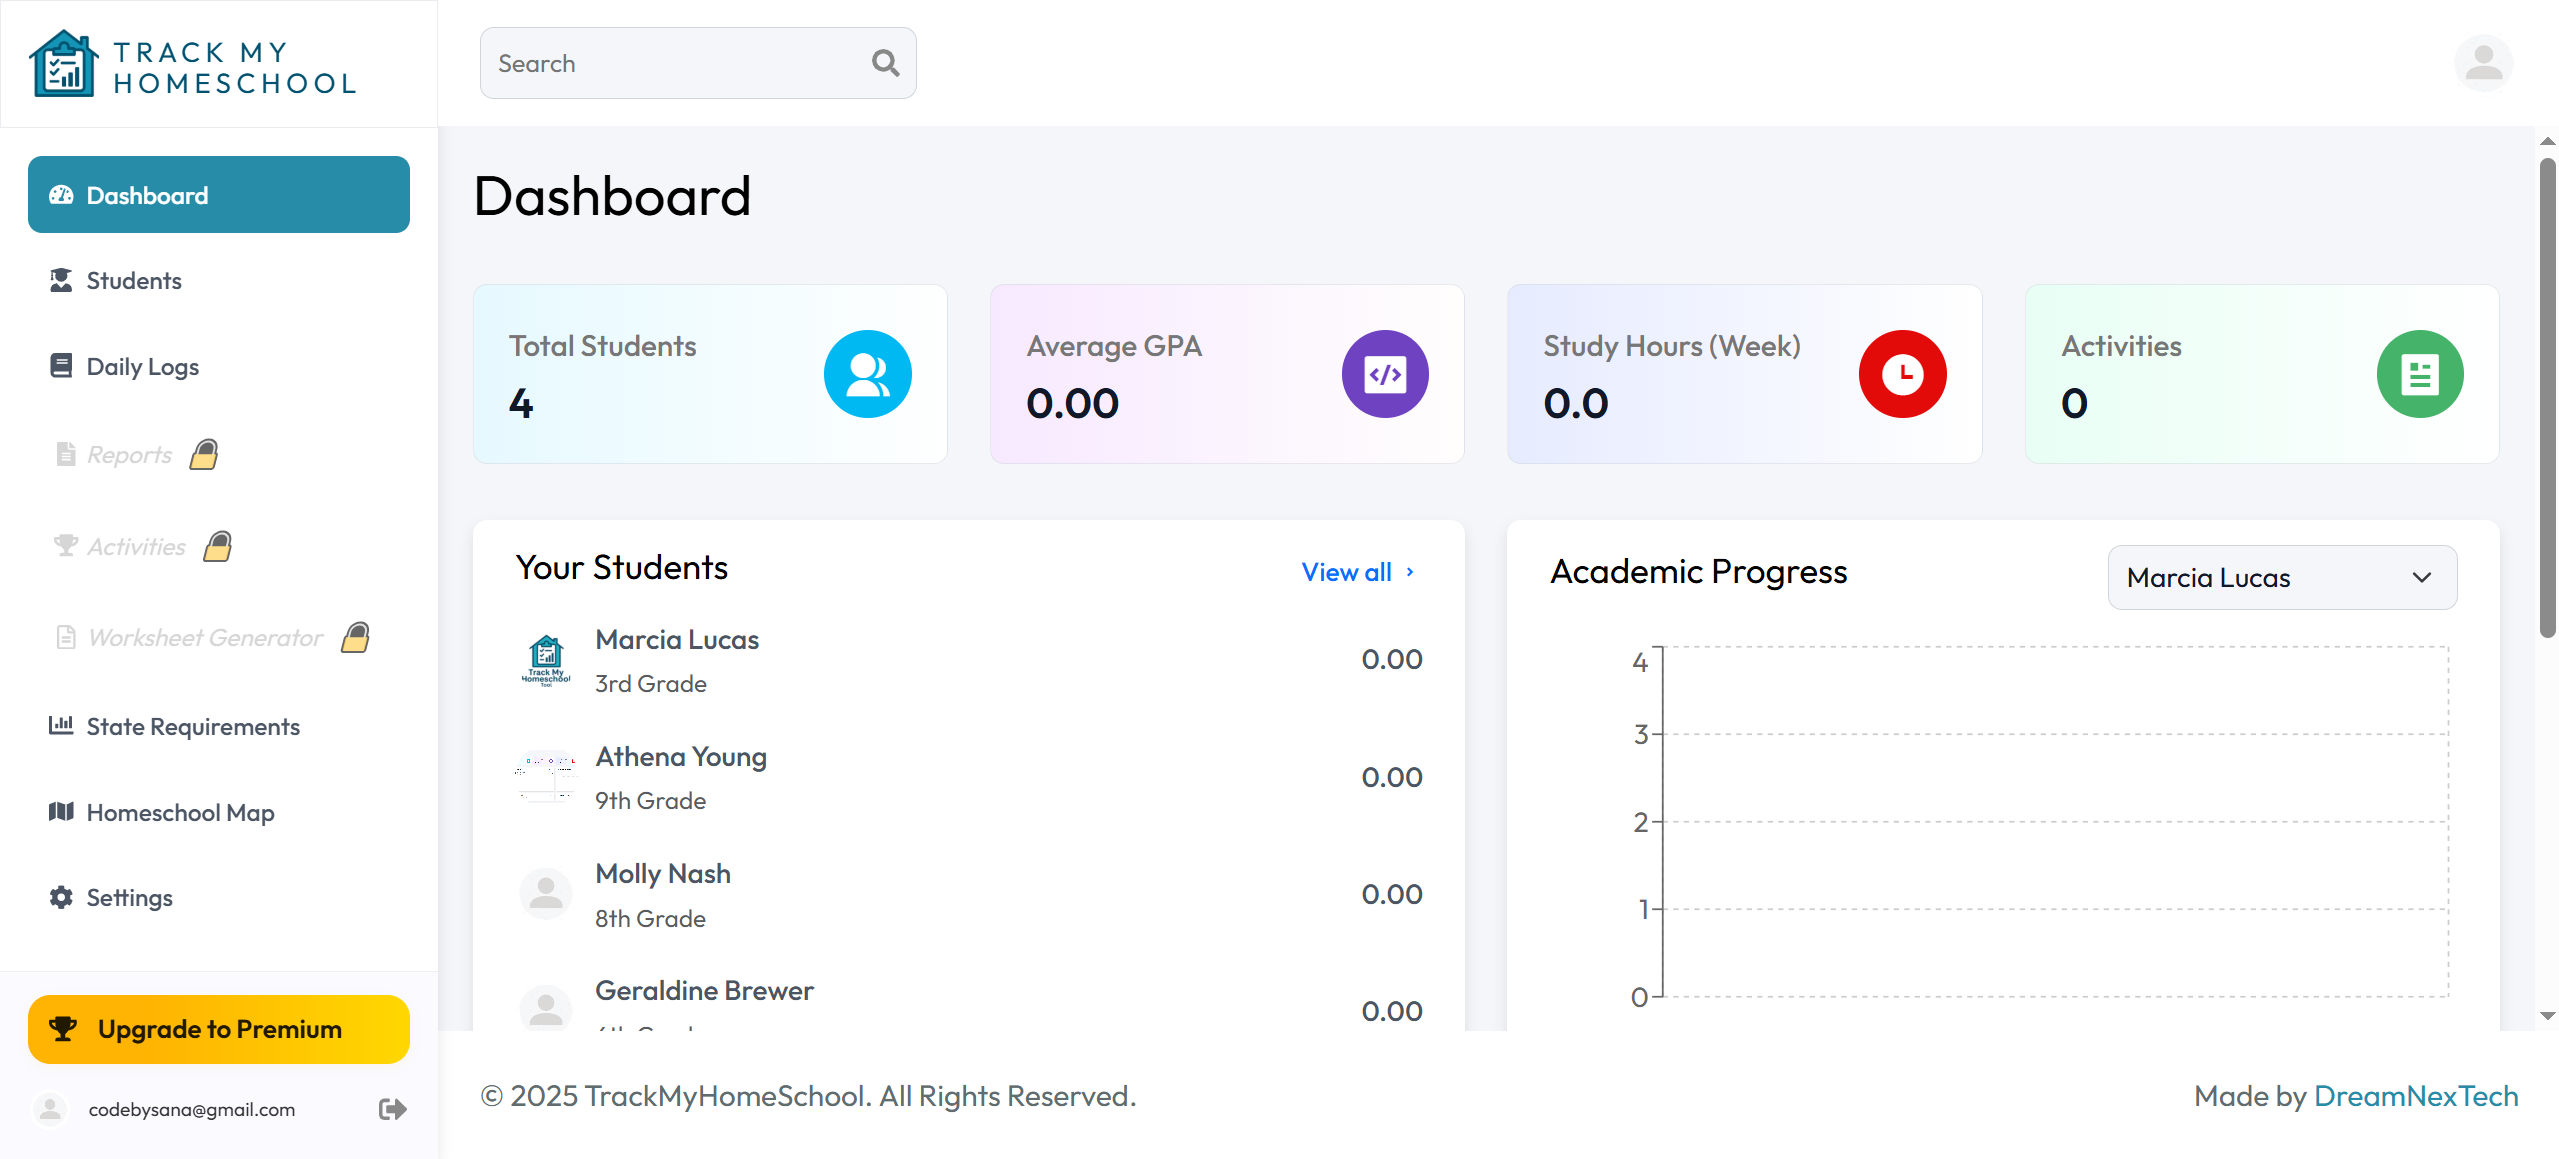 TRACK MY
HOMESCHOOL
Search
Dashboard
Students
Daily Logs
Reports
Activities
Worksheet Generator
State Requirements
Homeschool Map
Settings
Upgrade to Premium
codebysana@gmail.com
Dashboard
Total Students
4
Average GPA
0.00
Study Hours (Week)
0.0
Activities
0
Your Students
View all
Marcia Lucas
3rd Grade
0.00
Track My
Homeschool
Athena Young
9th Grade
0.00
Molly Nash
8th Grade
0.00
Geraldine Brewer
0.00
Academic Progress
Marcia Lucas
4
3
2
1
0
© 2025 TrackMyHomeSchool. All Rights Reserved.
Made by DreamNexTech